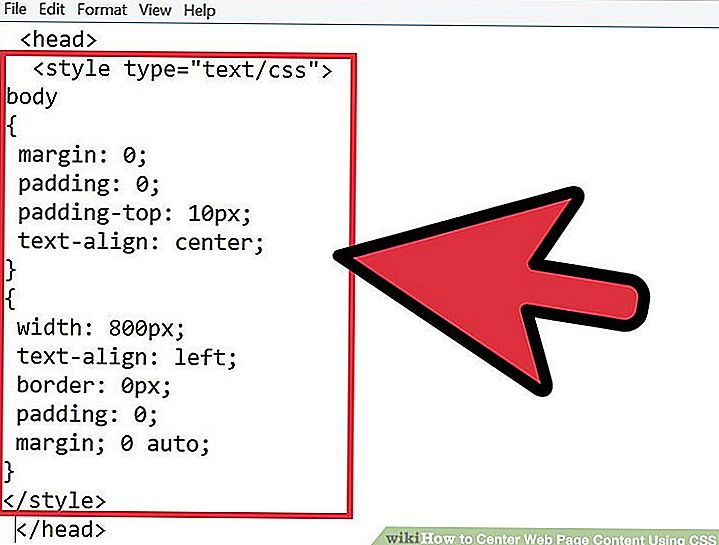 File Edit Format View Help
<head>
<style type="text/css">
body
{
margin: 0;
padding: 0;
padding-top: 10px;
text-align: center;
}
{
width: 800px;
text-align: left;
border: 0px;
padding: 0;
margin; 0 auto;
}
</style>
</head>
wikiHow to Center Web Page Content Using CSS